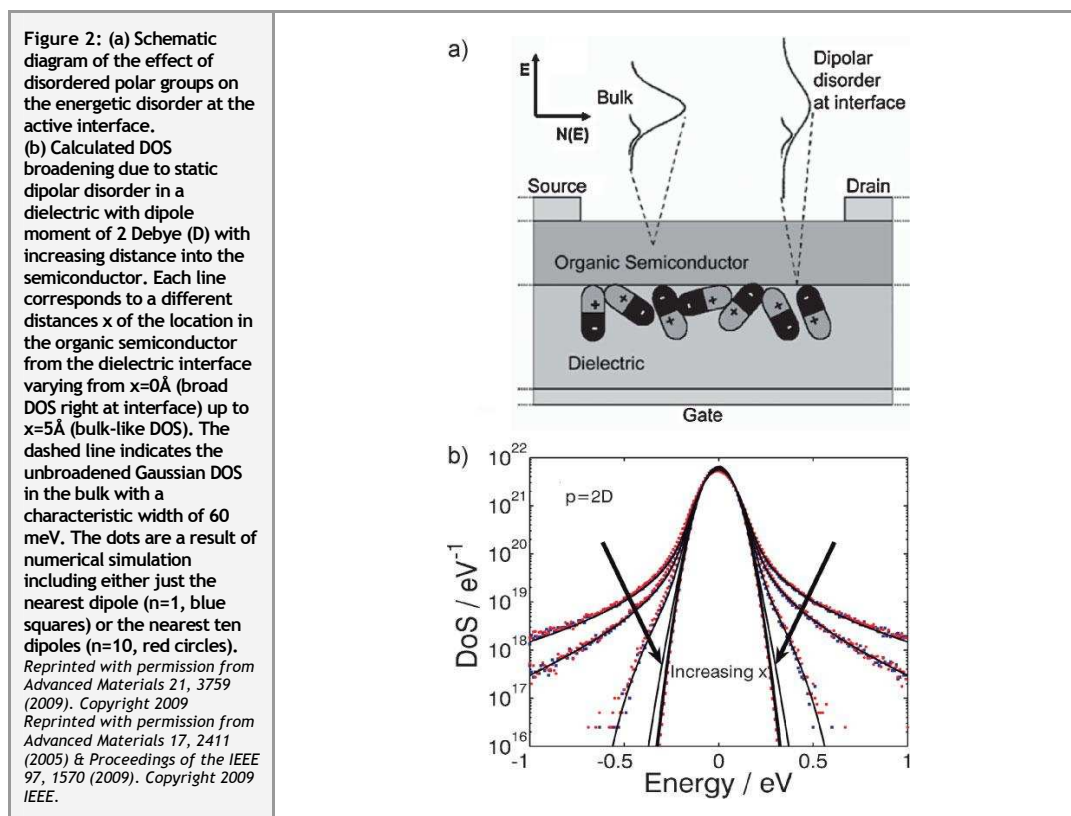 Figure 2: (a) Schematic
diagram of the effect of
disordered polar groups on
the energetic disorder at the
active interface.
(b) Calculated DOS
broadening due to static
dipolar disorder in a
dielectric with dipole
moment of 2 Debye (D) with
increasing distance into the
semiconductor. Each line
corresponds to a different
distances x of the location in
the organic semiconductor
from the dielectric interface
varying from x=0Å (broad
DOS right at interface) up to
x=5Å (bulk-like DOS). The
dashed line indicates the
unbroadened Gaussian DOS
in the bulk with a
characteristic width of 60
meV. The dots are a result of
numerical simulation
including either just the
nearest dipole (n=1, blue
squares) or the nearest ten
dipoles (n=10, red circles).
Reprinted with permission from
Advanced Materials 21, 3759
(2009). Copyright 2009
Reprinted with permission from
Advanced Materials 17, 2411
(2005) & Proceedings of the IEEE
97, 1570 (2009). Copyright 2009
IEEE.
a)
E
N(E)
Bulk
Dipolar
disorder
at interface
Source
Drain
Organic Semiconductor
+ + - - + - + - -
- - + + - + - + +
Dielectric
Gate
b)
p=2D
DoS / eV⁻¹
10²²
10²¹
10²⁰
10¹⁹
10¹⁸
10¹⁷
10¹⁶
Increasing x
-1 -0.5 0 0.5 1
Energy / eV